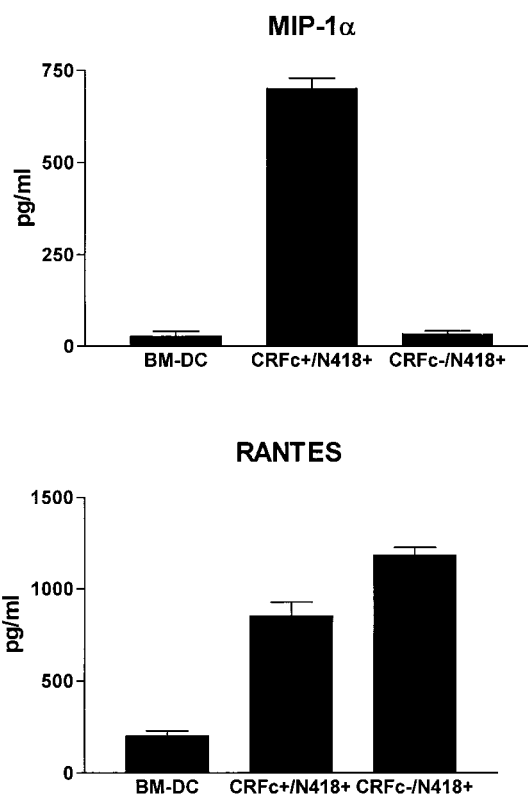 MIP-1α
750
500
250
0
pg/ml
BM-DC CRFc+/N418+ CRFc-/N418+
RANTES
1500
1000
500
0
pg/ml
BM-DC CRFc+/N418+ CRFc-/N418+